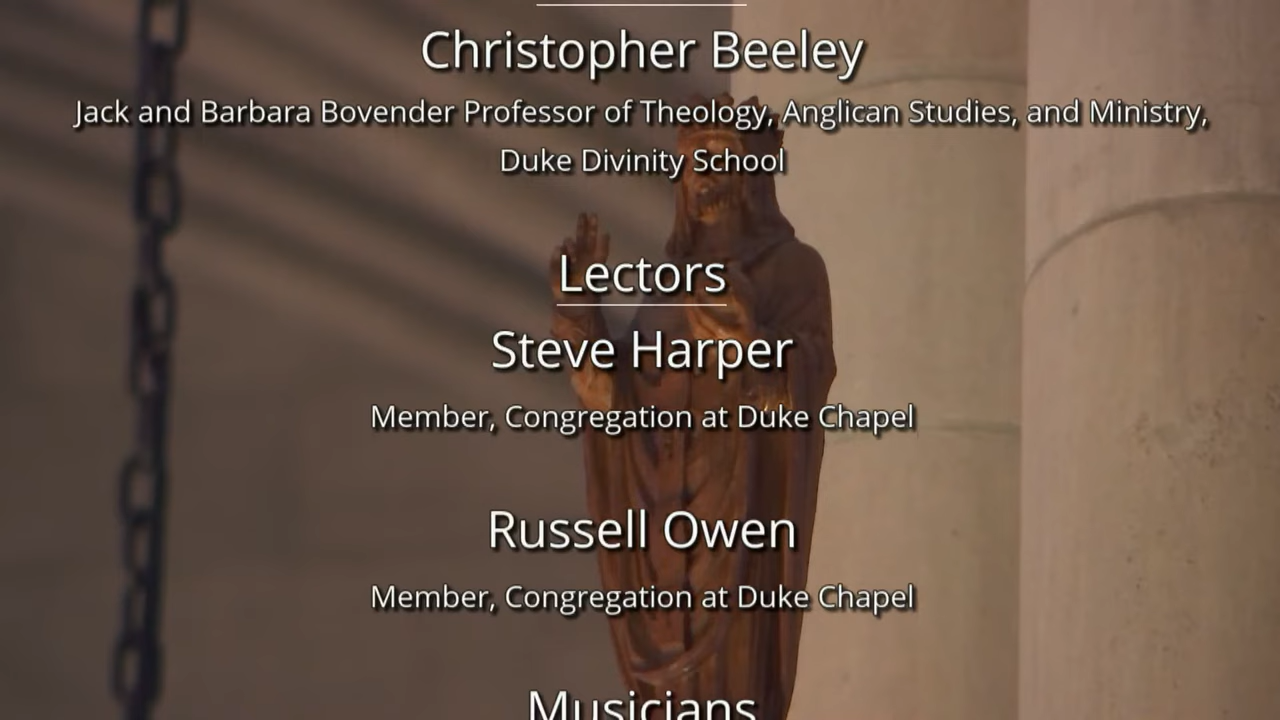 Christopher Beeley
Jack and Barbara Bovender Professor of Theology, Anglican Studies, and Ministry,
Duke Divinity School
Lectors
Steve Harper
Member, Congregation at Duke Chapel
Russell Owen
Member, Congregation at Duke Chapel
Musicians